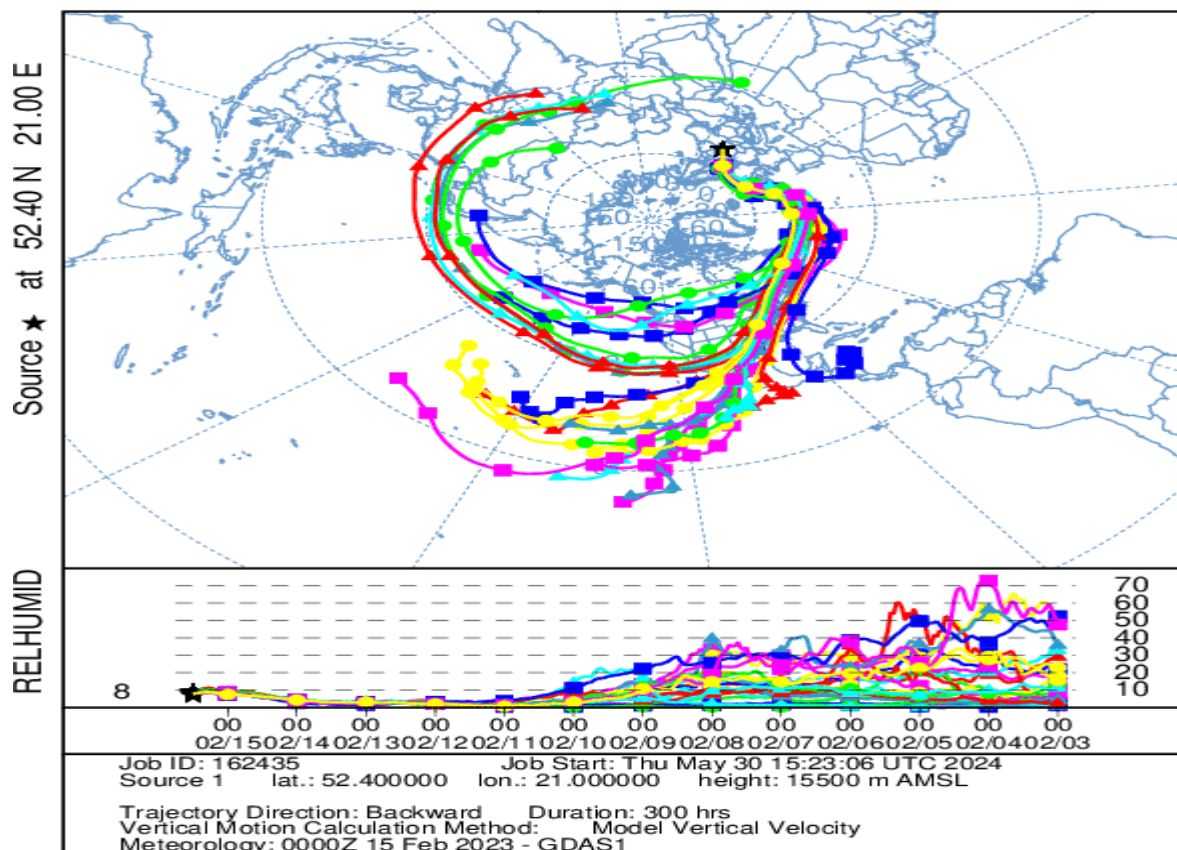 Source ★ at 52.40 N 21.00 E
0
60
150
60
RELHUMID
8
70
60
50
40
30
20
10
00 00 00 00 00 00 00 00 00 00 00 00 00
02/15 02/14 02/13 02/12 02/11 02/10 02/09 02/08 02/07 02/06 02/05 02/04 02/03
Job ID: 162435 Job Start: Thu May 30 15:23:06 UTC 2024
Source 1 lat.: 52.400000 lon.: 21.000000 height: 15500 m AMSL
Trajectory Direction: Backward Duration: 300 hrs
Vertical Motion Calculation Method: Model Vertical Velocity
Meteorology: 0000Z 15 Feb 2023 - GDAS1